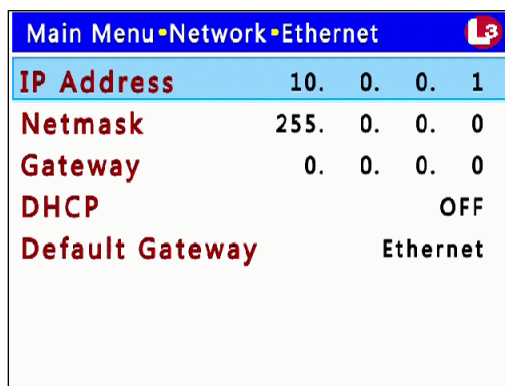 Main Menu•Network•Ethernet L3
IP Address 10. 0. 0. 1
Netmask 255. 0. 0. 0
Gateway 0. 0. 0. 0
DHCP OFF
Default Gateway Ethernet